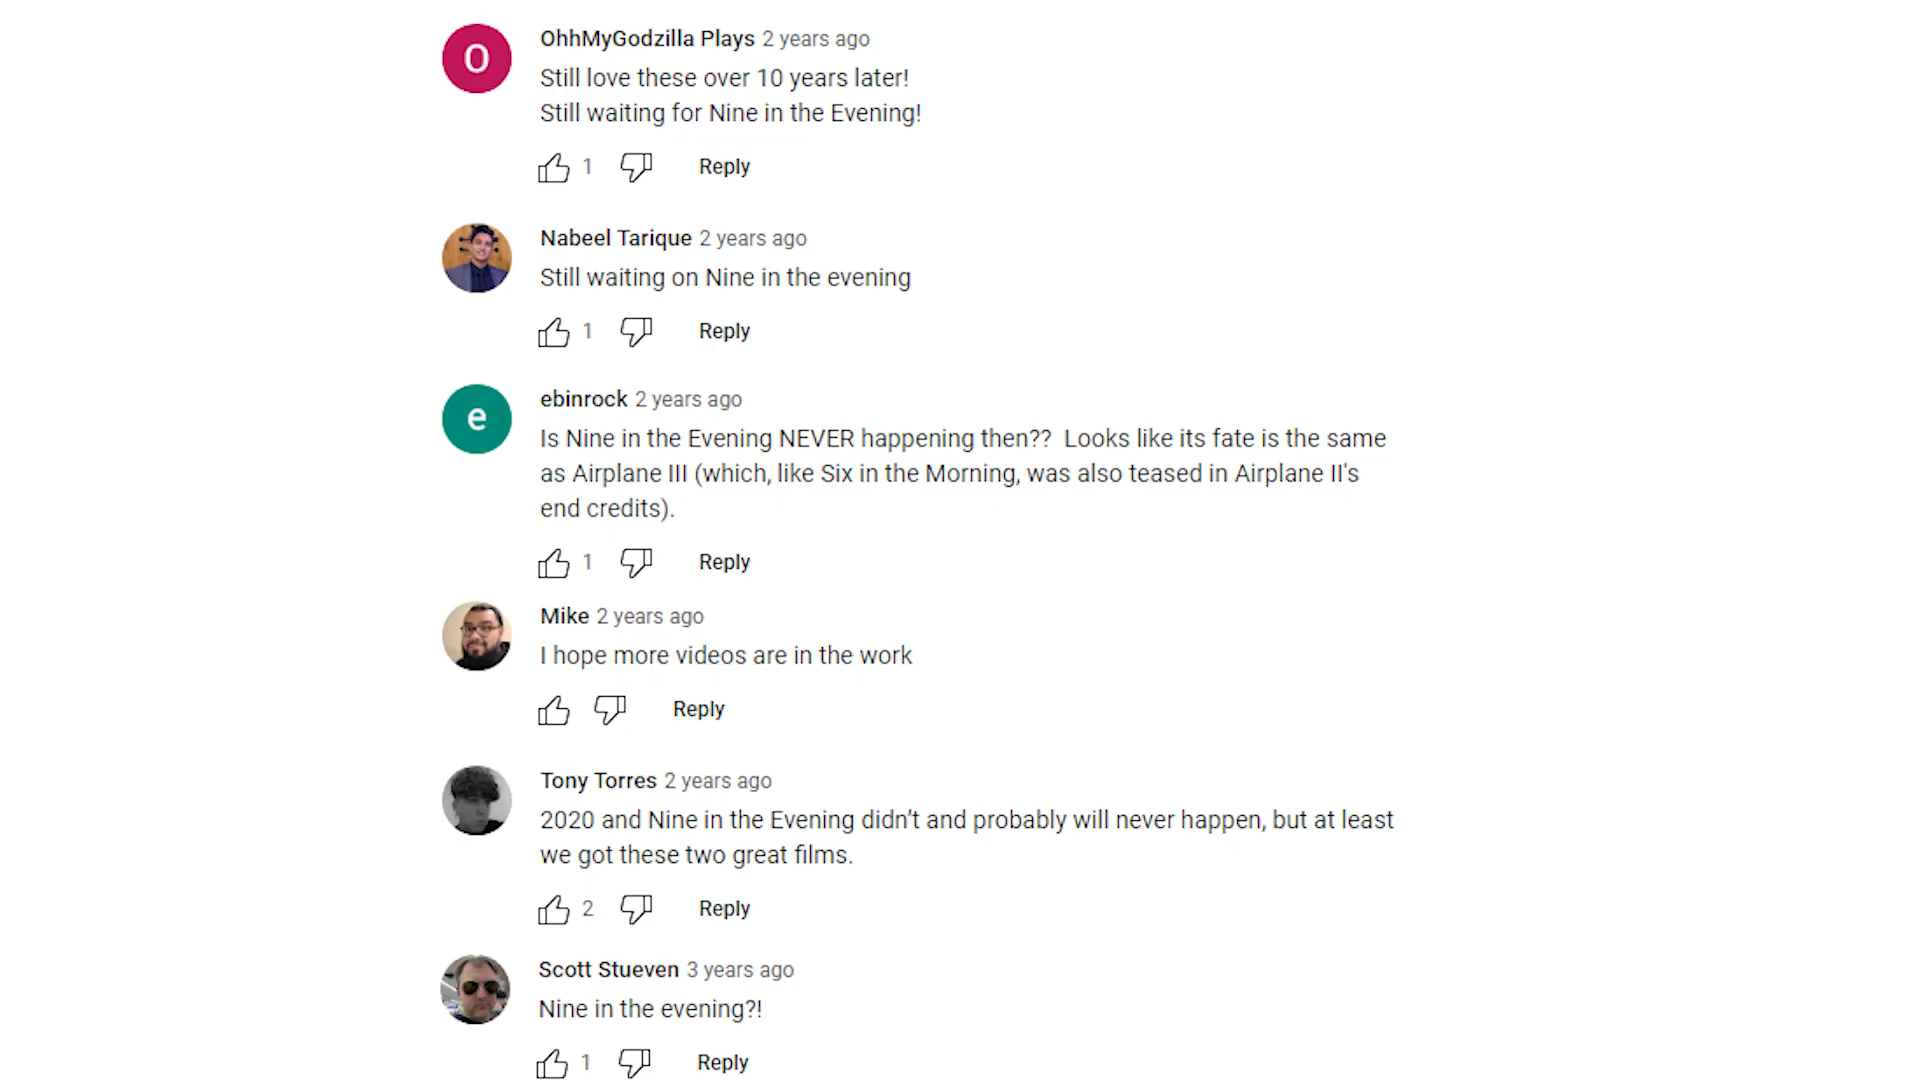 O
OhhMyGodzilla Plays 2 years ago
Still love these over 10 years later!
Still waiting for Nine in the Evening!
1 Reply
Nabeel Tarique 2 years ago
Still waiting on Nine in the evening
1 Reply
e
ebinrock 2 years ago
Is Nine in the Evening NEVER happening then??  Looks like its fate is the same
as Airplane III (which, like Six in the Morning, was also teased in Airplane II's
end credits).
1 Reply
Mike 2 years ago
I hope more videos are in the work
Reply
Tony Torres 2 years ago
2020 and Nine in the Evening didn’t and probably will never happen, but at least
we got these two great films.
2 Reply
Scott Stueven 3 years ago
Nine in the evening?!
1 Reply